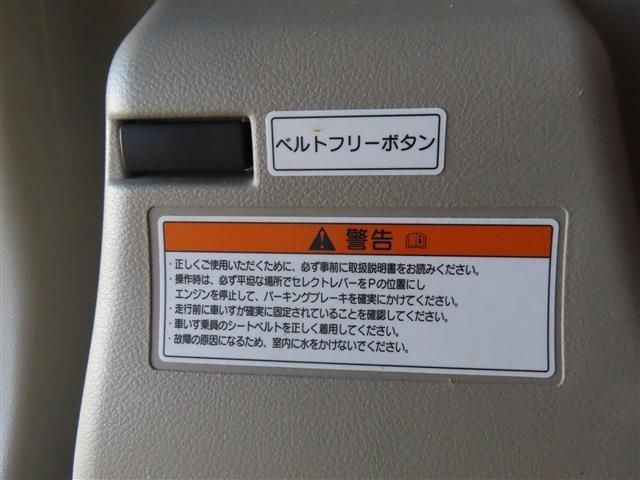 ベルトフリーボタン
警告
・正しくご使用いただくために、必ず事前に取扱説明書をお読みください。
・操作時は、必ず平坦な場所でセレクトレバーをPの位置にし
エンジンを停止して、パーキングブレーキを確実にかけてください。
・走行前に車いすが確実に固定されていることを確認してください。
・車いす乗員のシートベルトを正しく着用してください。
・故障の原因になるため、室内に水をかけないでください。